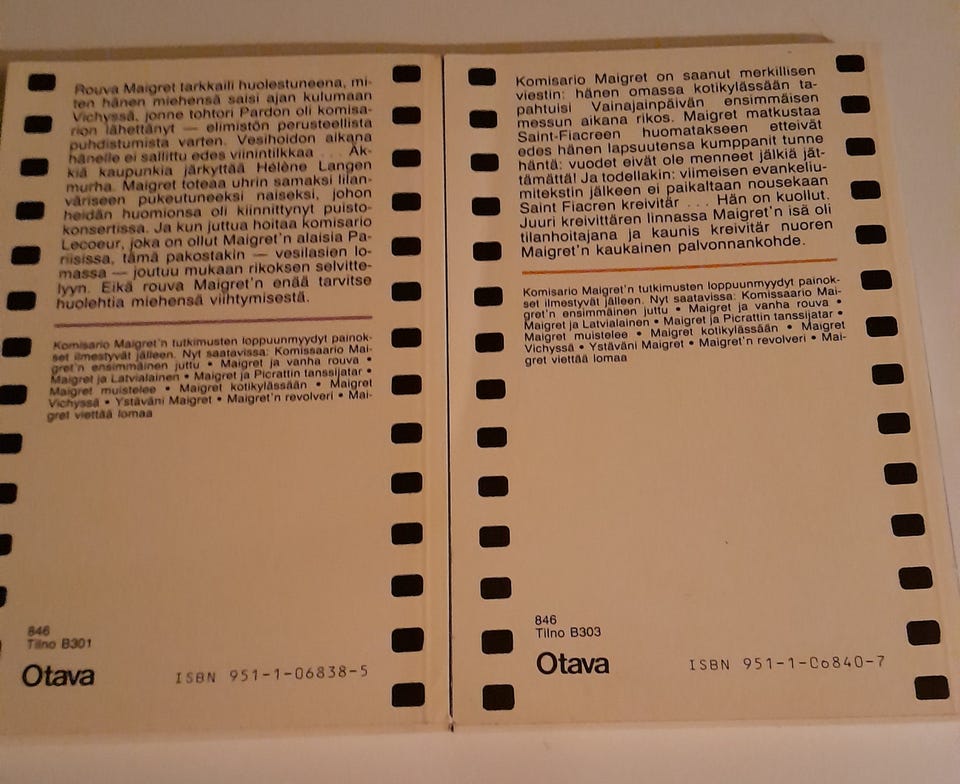 Rouva Maigret tarkkaili huolestuneena, mi-
ten hänen miehensä saisi ajan kulumaan
Vichyssä, jonne tohtori Pardon oli komisa-
rion lähettänyt — elimistön perusteellista
puhdistumista varten. Vesihoidon aikana
hänelle ei sallittu edes viinintilkkaa ... Äk-
kiä kaupunkia järkyttää Hélène Langen
murha. Maigret toteaa uhrin samaksi lilan-
väriseen pukeutuneeksi naiseksi, johon
heidän huomionsa oli kiinnittynyt puisto-
konsertissa. Ja kun juttua hoitaa komisario
Lecoeur, joka on ollut Maigret'n alaisia Pa-
riisissa, tämä pakostakin — vesilasien lo-
massa — joutuu mukaan rikoksen selvitte-
lyyn. Eikä rouva Maigret'n enää tarvitse
huolehtia miehensä viihtymisestä.
Komisario Maigret'n tutkimusten loppuunmyydyt painok-
set ilmestyvät jälleen. Nyt saatavissa: Komissaario Mai-
gret'n ensimmäinen juttu • Maigret ja vanha rouva •
Maigret ja Latvialainen • Maigret ja Picrattin tanssijatar •
Maigret muistelee • Maigret kotikylässään • Maigret
Vichyssä • Ystäväni Maigret • Maigret'n revolveri • Mai-
gret viettää lomaa
846
Tilno B301
Otava
ISBN 951-1-06838-5
Komisario Maigret on saanut merkillisen
viestin: hänen omassa kotikylässään ta-
pahtuisi Vainajainpäivän ensimmäisen
messun aikana rikos. Maigret matkustaa
Saint-Fiacreen huomatakseen etteivät
edes hänen lapsuutensa kumppanit tunne
häntä: vuodet eivät ole menneet jälkiä jät-
tämättä! Ja todellakin: viimeisen evankeliu-
mitekstin jälkeen ei paikaltaan nousekaan
Saint Fiacren kreivitär ... Hän on kuollut.
Juuri kreivittären linnassa Maigret'n isä oli
tilanhoitajana ja kaunis kreivitär nuoren
Maigret'n kaukainen palvonnankohde.
Komisario Maigret'n tutkimusten loppuunmyydyt painok-
set ilmestyvät jälleen. Nyt saatavissa: Komissaario Mai-
gret'n ensimmäinen juttu • Maigret ja vanha rouva •
Maigret ja Latvialainen • Maigret ja Picrattin tanssijatar •
Maigret muistelee • Maigret kotikylässään • Maigret
Vichyssä • Ystäväni Maigret • Maigret'n revolveri • Mai-
gret viettää lomaa
846
Tilno B303
Otava
ISBN 951-1-Co840-7